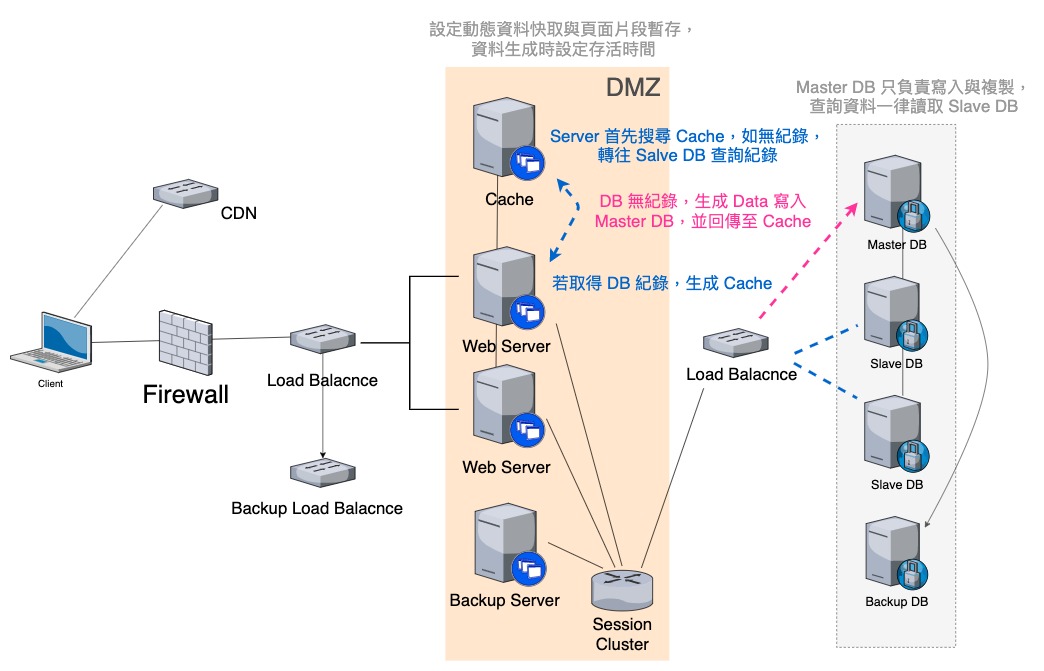 設定動態資料快取與頁面片段暫存，
資料生成時設定存活時間
DMZ
Master DB 只負責寫入與複製，
查詢資料一律讀取 Slave DB
Server 首先搜尋 Cache，如無紀錄，
轉往 Salve DB 查詢紀錄
Cache
DB 無紀錄，生成 Data 寫入
Master DB，並回傳至 Cache
CDN
Master DB
若取得 DB 紀錄，生成 Cache
Web Server
Client
Firewall
Load Balacnce
Load Balacnce
Slave DB
Web Server
Backup Load Balacnce
Slave DB
Backup Server
Session
Cluster
Backup DB